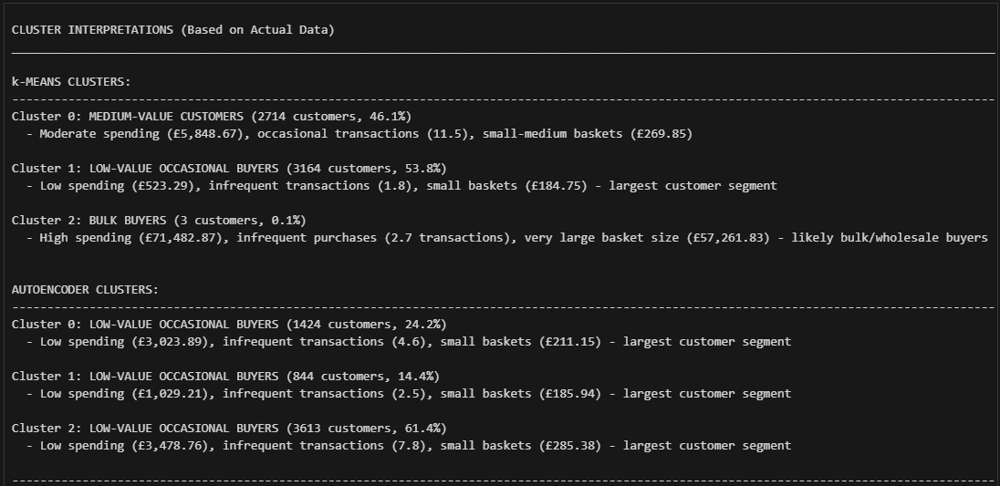 CLUSTER INTERPRETATIONS (Based on Actual Data)
k-MEANS CLUSTERS:
Cluster 0: MEDIUM-VALUE CUSTOMERS (2714 customers, 46.1%)
- Moderate spending (£5,848.67), occasional transactions (11.5), small-medium baskets (£269.85)
Cluster 1: LOW-VALUE OCCASIONAL BUYERS (3164 customers, 53.8%)
- Low spending (£523.29), infrequent transactions (1.8), small baskets (£184.75) - largest customer segment
Cluster 2: BULK BUYERS (3 customers, 0.1%)
- High spending (£71,482.87), infrequent purchases (2.7 transactions), very large basket size (£57,261.83) - likely bulk/wholesale buyers
AUTOENCODER CLUSTERS:
Cluster 0: LOW-VALUE OCCASIONAL BUYERS (1424 customers, 24.2%)
- Low spending (£3,023.89), infrequent transactions (4.6), small baskets (£211.15) - largest customer segment
Cluster 1: LOW-VALUE OCCASIONAL BUYERS (844 customers, 14.4%)
- Low spending (£1,029.21), infrequent transactions (2.5), small baskets (£185.94) - largest customer segment
Cluster 2: LOW-VALUE OCCASIONAL BUYERS (3613 customers, 61.4%)
- Low spending (£3,478.76), infrequent transactions (7.8), small baskets (£285.38) - largest customer segment